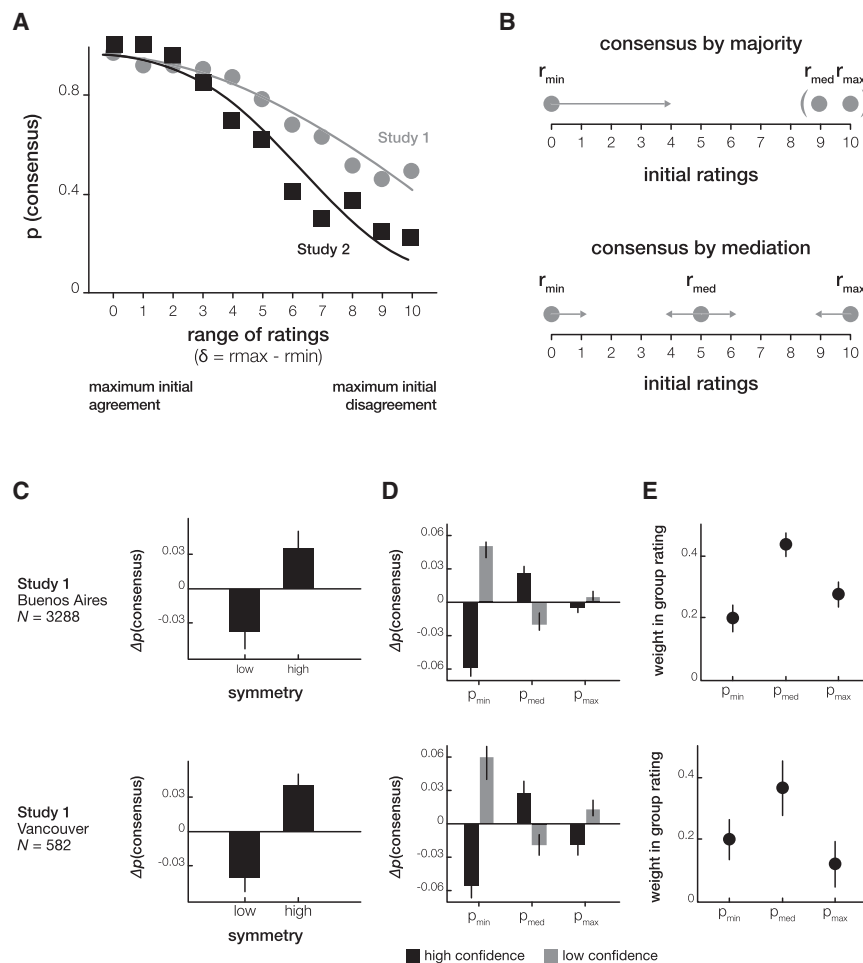 A
0.8
0.4
0
p (consensus)
Study 1
Study 2
0 1 2 3 4 5 6 7 8 9 10
range of ratings
(δ = rmax - rmin)
maximum initial
agreement
maximum initial
disagreement
B
consensus by majority
rmin
rmed rmax
( )
0 1 2 3 4 5 6 7 8 9 10
initial ratings
consensus by mediation
rmin rmed rmax
0 1 2 3 4 5 6 7 8 9 10
initial ratings
C
Study 1
Buenos Aires
N = 3288
Δp(consensus)
0.03
0
-0.03
low high
symmetry
Study 1
Vancouver
N = 582
Δp(consensus)
0.03
0
-0.03
low high
symmetry
D
Δp(consensus)
0.06
0.03
0
-0.03
-0.06
pmin pmed pmax
Δp(consensus)
0.06
0.03
0
-0.03
-0.06
pmin pmed pmax
high confidence low confidence
E
weight in group rating
0.4
0.2
0
pmin pmed pmax
weight in group rating
0.4
0.2
0
pmin pmed pmax